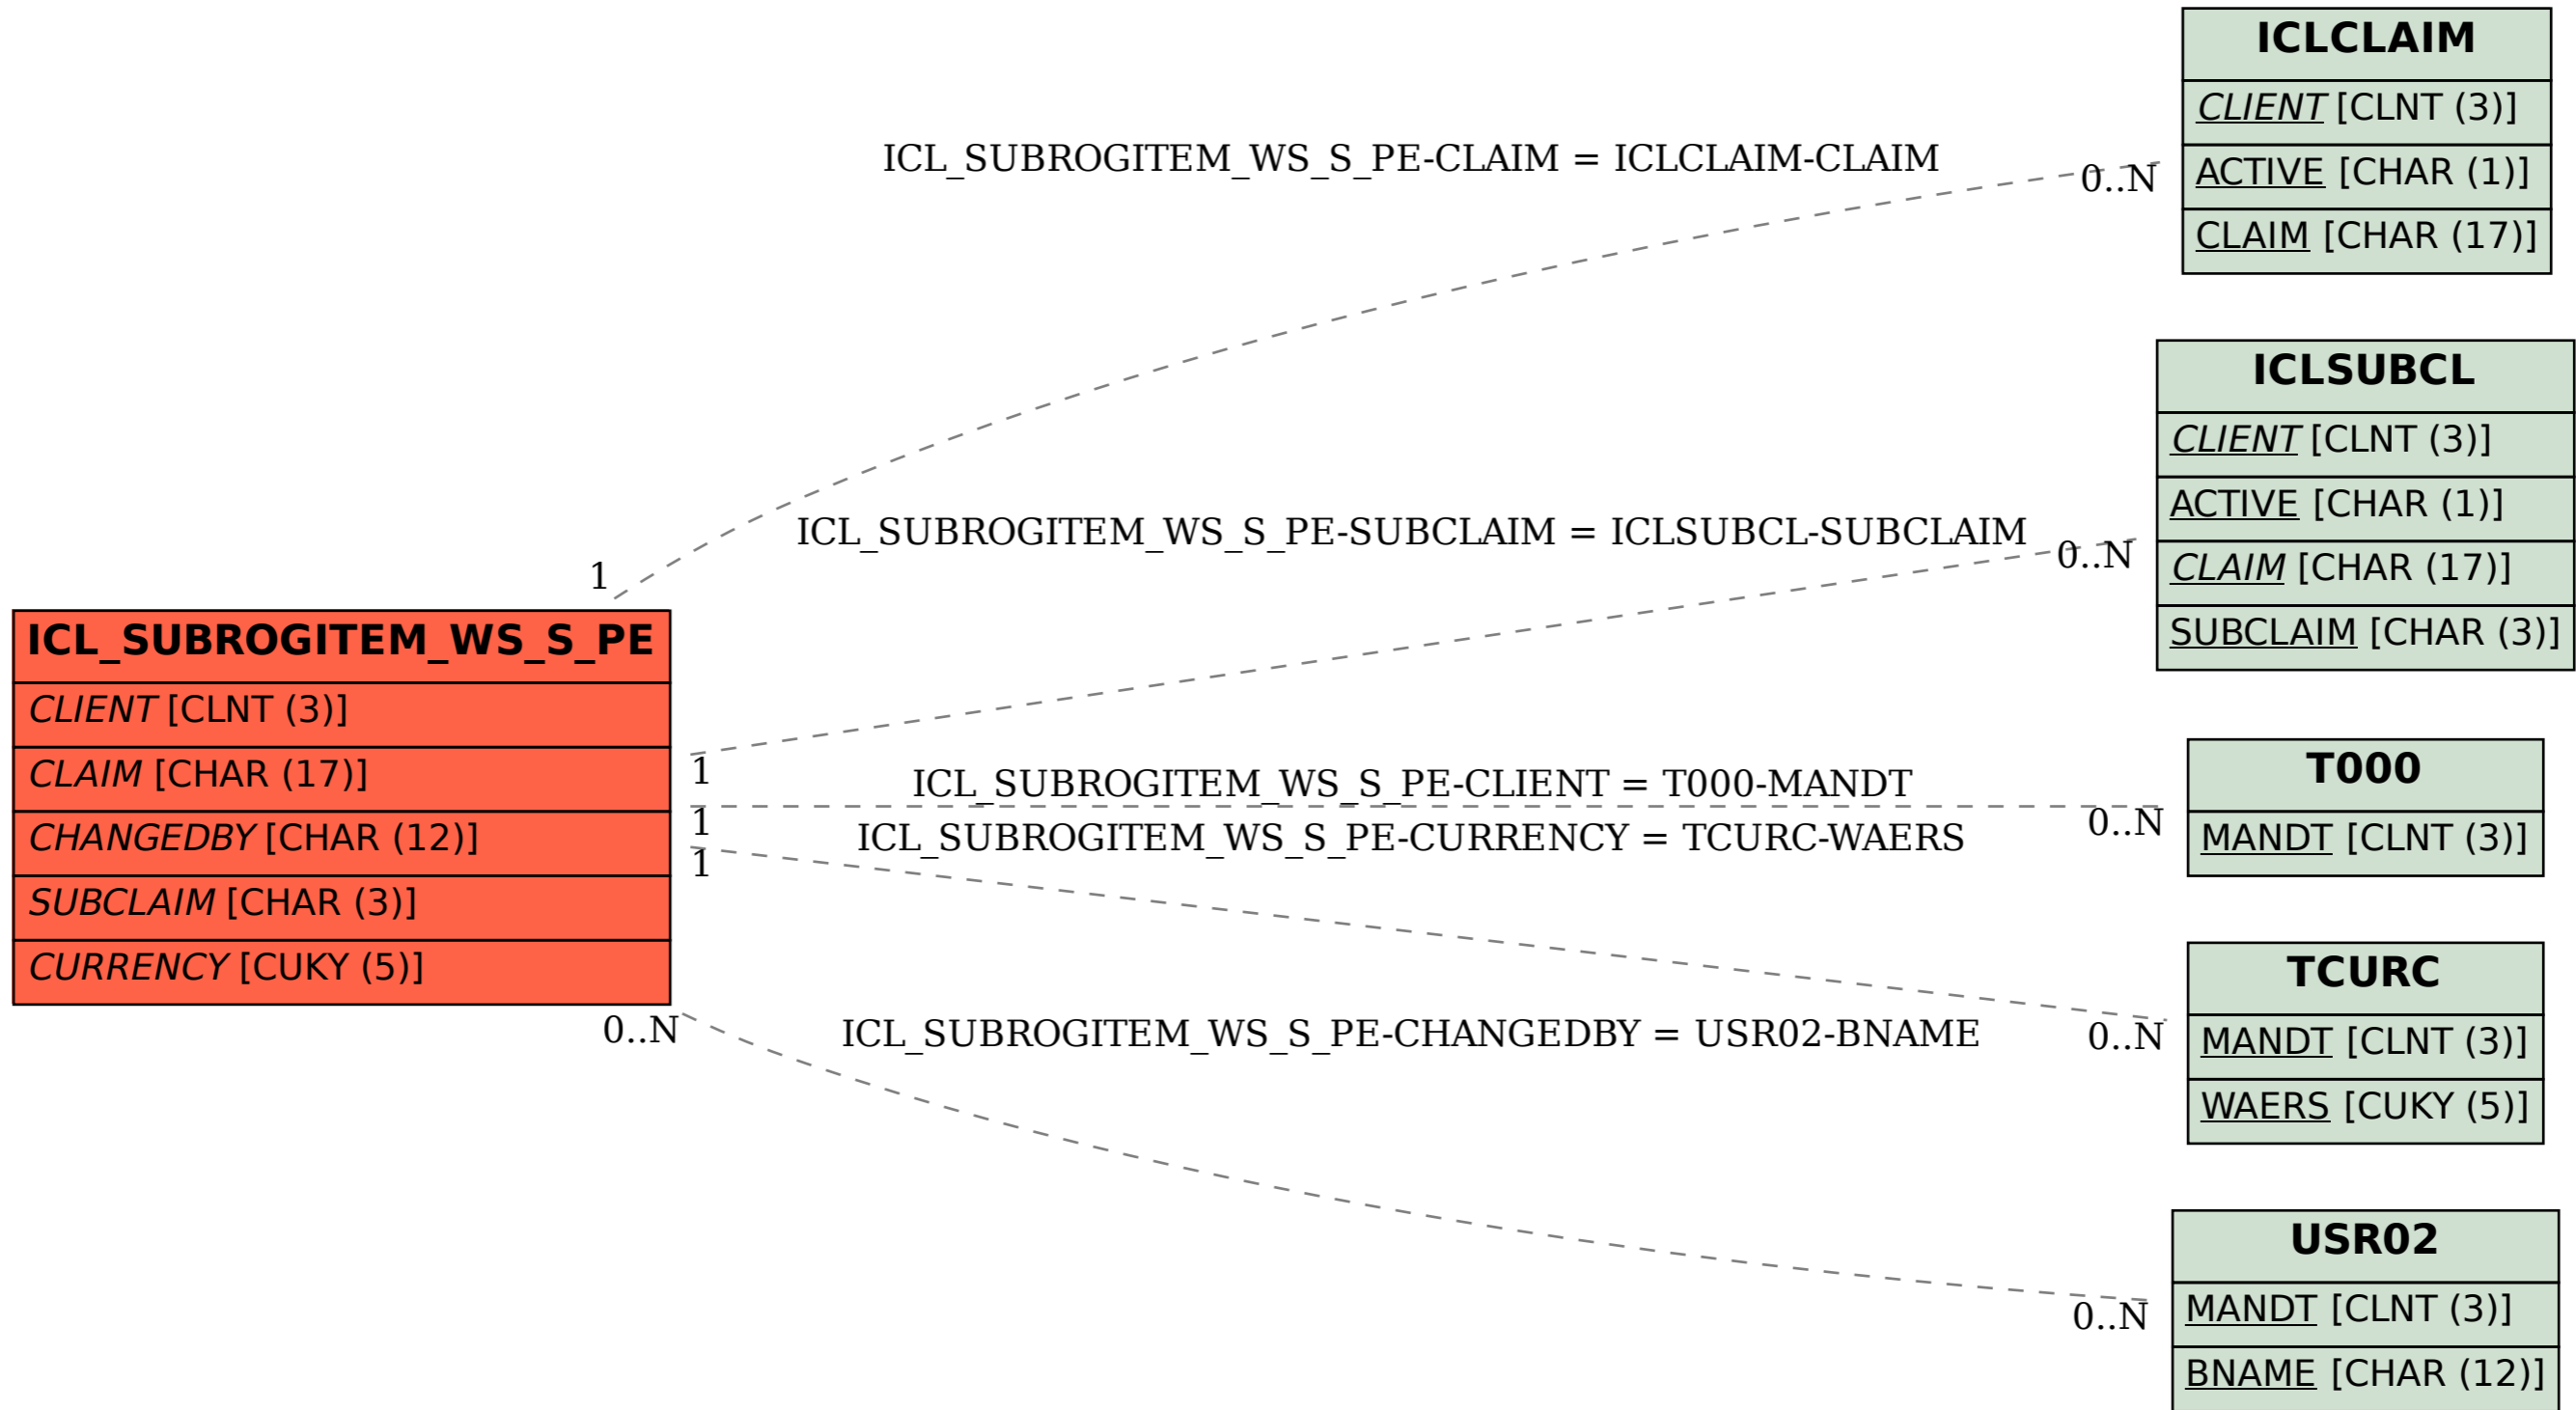 ICLCLAIM
CLIENT [CLNT (3)]
ACTIVE [CHAR (1)]
CLAIM [CHAR (17)]
ICL_SUBROGITEM_WS_S_PE-CLAIM = ICLCLAIM-CLAIM
0..N
1
ICLSUBCL
CLIENT [CLNT (3)]
ACTIVE [CHAR (1)]
CLAIM [CHAR (17)]
SUBCLAIM [CHAR (3)]
ICL_SUBROGITEM_WS_S_PE-SUBCLAIM = ICLSUBCL-SUBCLAIM
0..N
1
ICL_SUBROGITEM_WS_S_PE
CLIENT [CLNT (3)]
CLAIM [CHAR (17)]
CHANGEDBY [CHAR (12)]
SUBCLAIM [CHAR (3)]
CURRENCY [CUKY (5)]
ICL_SUBROGITEM_WS_S_PE-CLIENT = T000-MANDT
1
0..N
T000
MANDT [CLNT (3)]
ICL_SUBROGITEM_WS_S_PE-CURRENCY = TCURC-WAERS
1
0..N
TCURC
MANDT [CLNT (3)]
WAERS [CUKY (5)]
ICL_SUBROGITEM_WS_S_PE-CHANGEDBY = USR02-BNAME
0..N
0..N
USR02
MANDT [CLNT (3)]
BNAME [CHAR (12)]